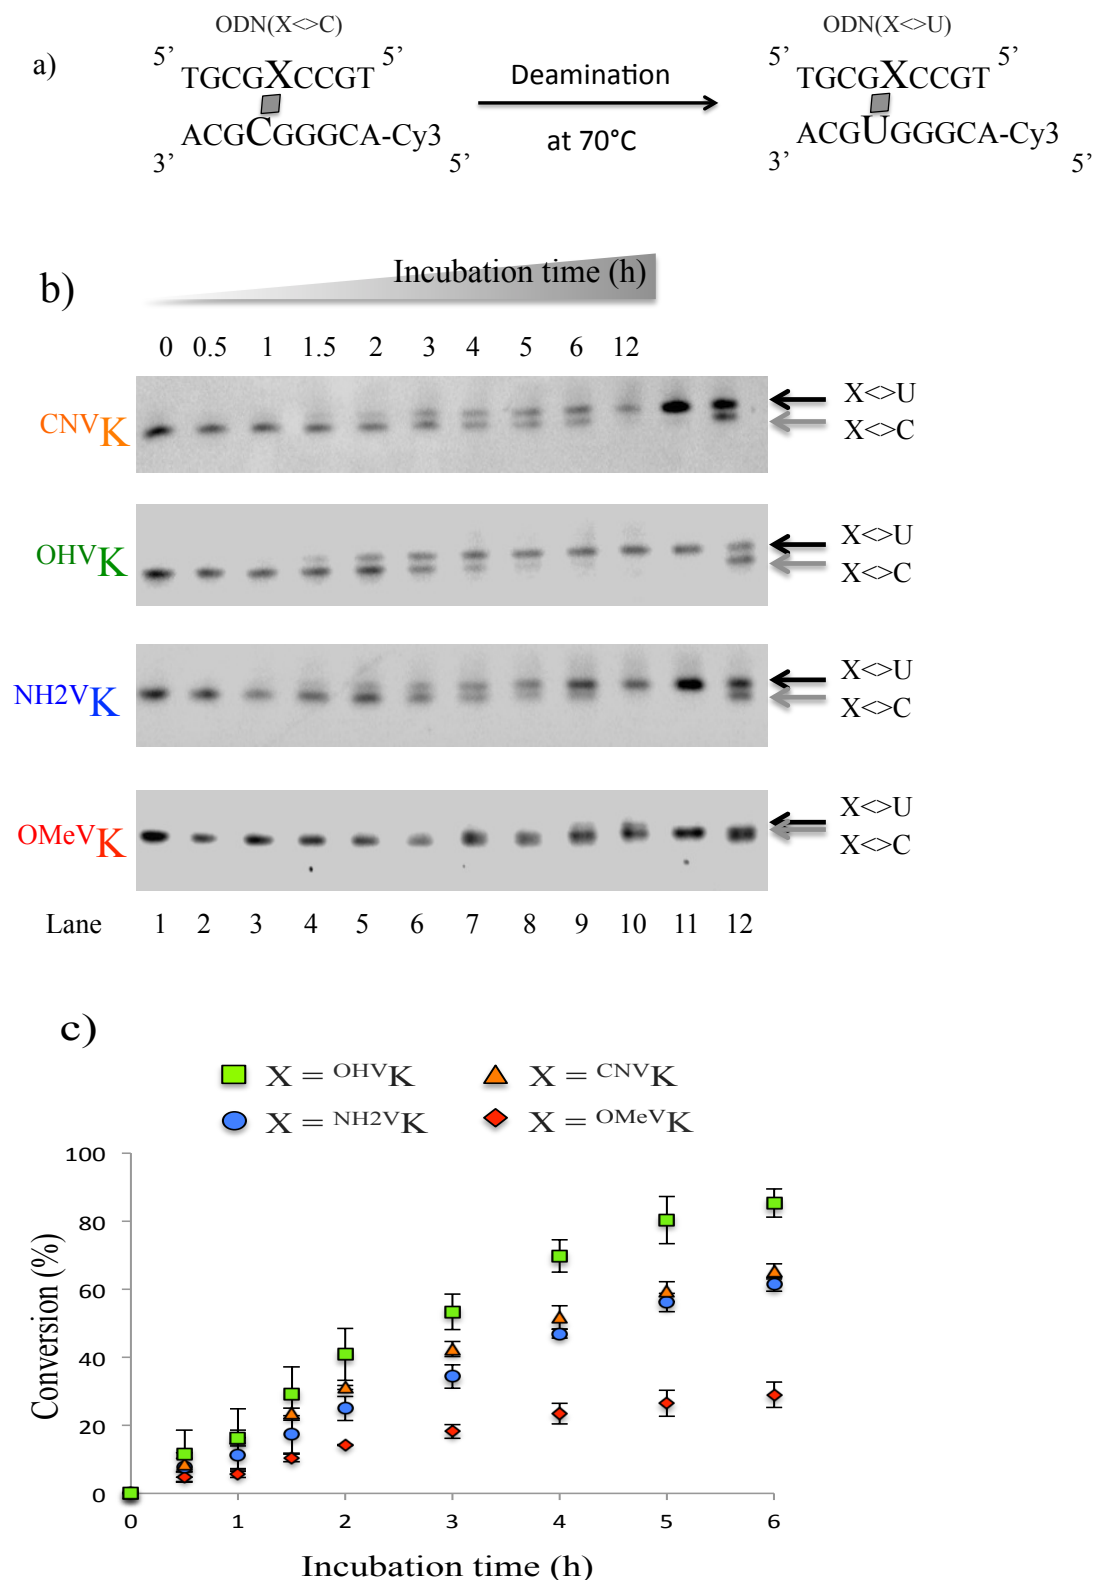 a)
ODN(X<>C)
5’ TGCGXCCGT 5’
ACGCGGGCA-Cy3
3’ 5’
Deamination
at 70°C
ODN(X<>U)
5’ TGCGXCCGT 5’
ACGUGGGCA-Cy3
3’ 5’
b)
Incubation time (h)
0 0.5 1 1.5 2 3 4 5 6 12
CNVK
X<>U
X<>C
OHVK
X<>U
X<>C
NH2VK
X<>U
X<>C
OMeVK
X<>U
X<>C
Lane 1 2 3 4 5 6 7 8 9 10 11 12
c)
X = OHVK X = CNVK
X = NH2VK X = OMeVK
Conversion (%)
100
80
60
40
20
0
0 1 2 3 4 5 6
Incubation time (h)